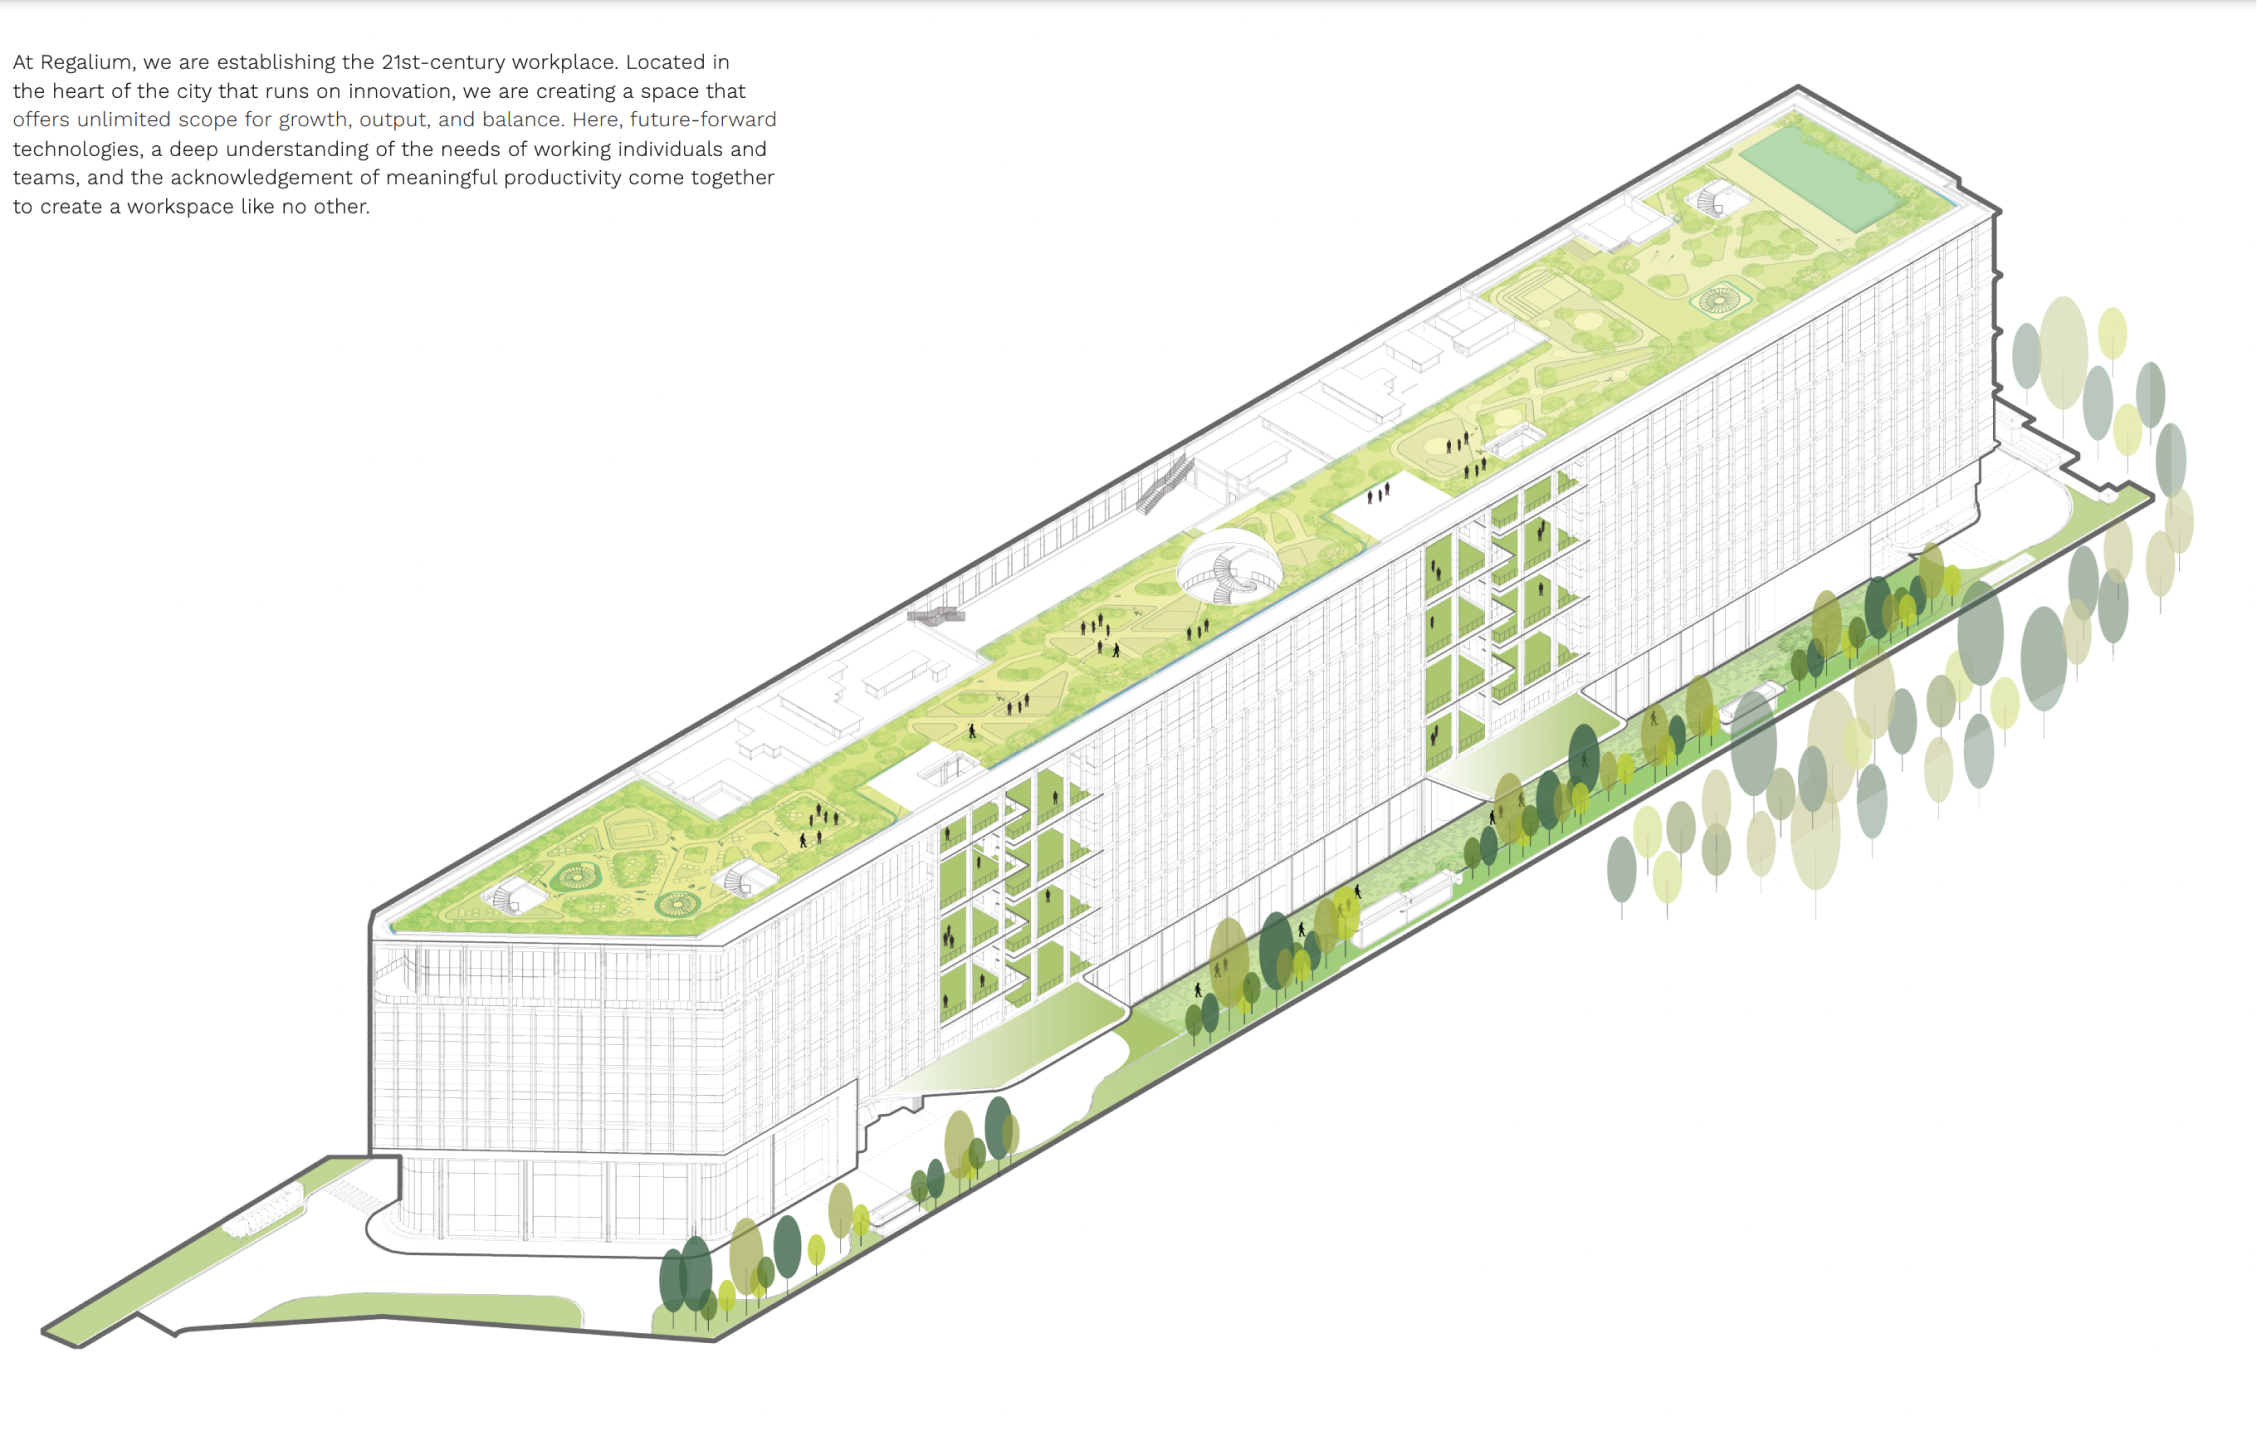 At Regalium, we are establishing the 21st-century workplace. Located in
the heart of the city that runs on innovation, we are creating a space that
offers unlimited scope for growth, output, and balance. Here, future-forward
technologies, a deep understanding of the needs of working individuals and
teams, and the acknowledgement of meaningful productivity come together
to create a workspace like no other.